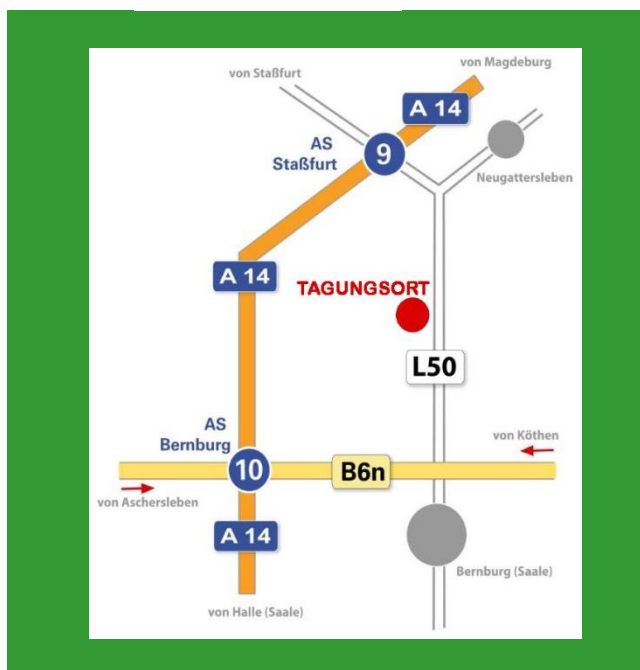 von Magdeburg
von Staßfurt
A 14
AS
Staßfurt
9
Neugattersleben
A 14
TAGUNGSORT
L50
AS
Bernburg
von Köthen
10
B6n
von Aschersleben
A 14
Bernburg (Saale)
von Halle (Saale)